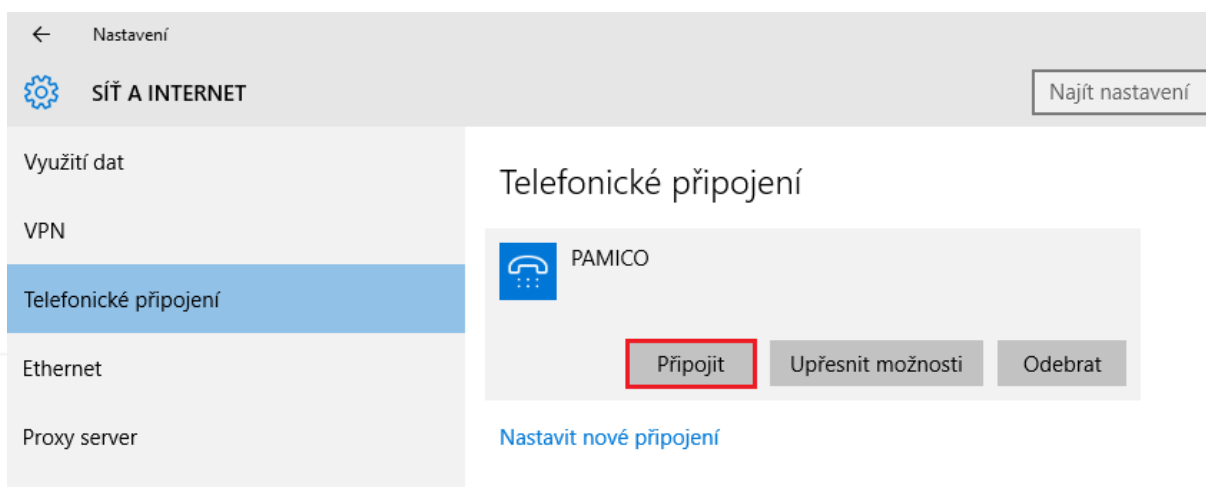 Nastavení
SÍŤ A INTERNET
Najít nastavení
Využití dat
VPN
Telefonické připojení
Ethernet
Proxy server
Telefonické připojení
PAMICO
Připojit Upřesnit možnosti Odebrat
Nastavit nové připojení